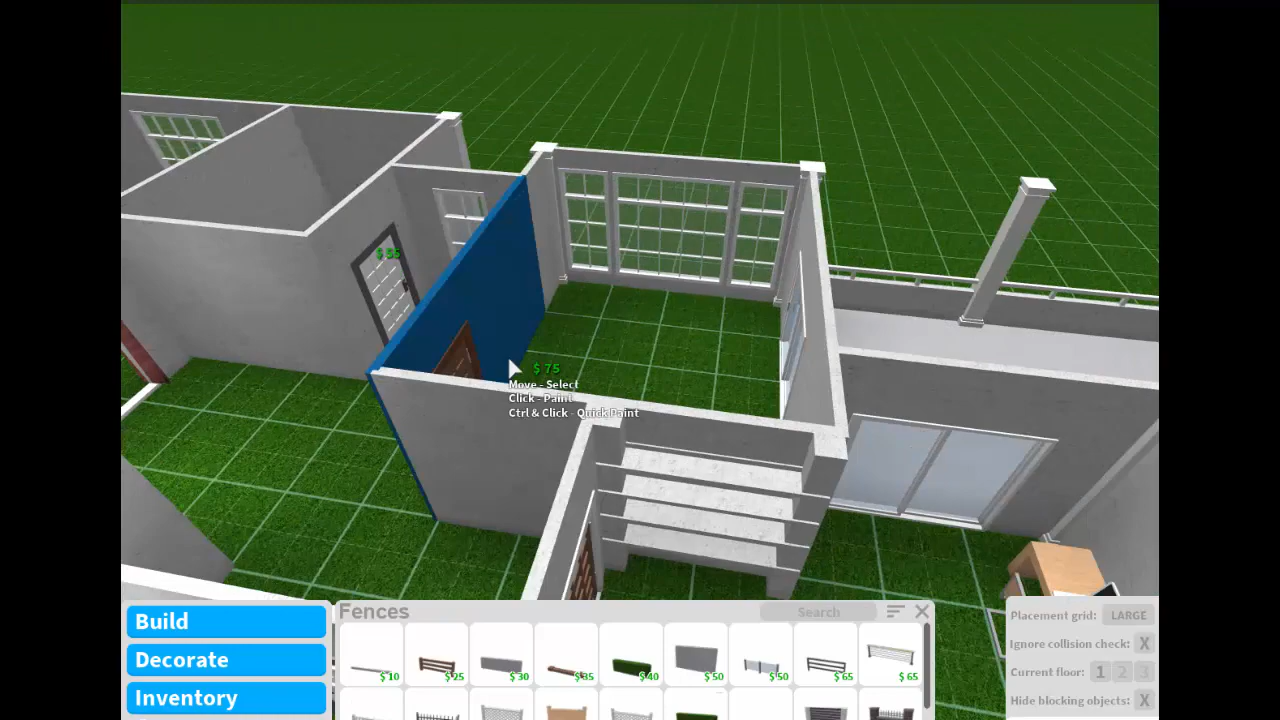 $ 55
$ 75
Move - Select
Click - Paint
Ctrl & Click - Quick Paint
Build
Decorate
Inventory
Fences
Search
$ 10
$ 25
$ 30
$ 35
$ 40
$ 50
$ 50
$ 65
$ 65
Placement grid: LARGE
Ignore collision check: X
Current floor: 1 2 3
Hide blocking objects: X